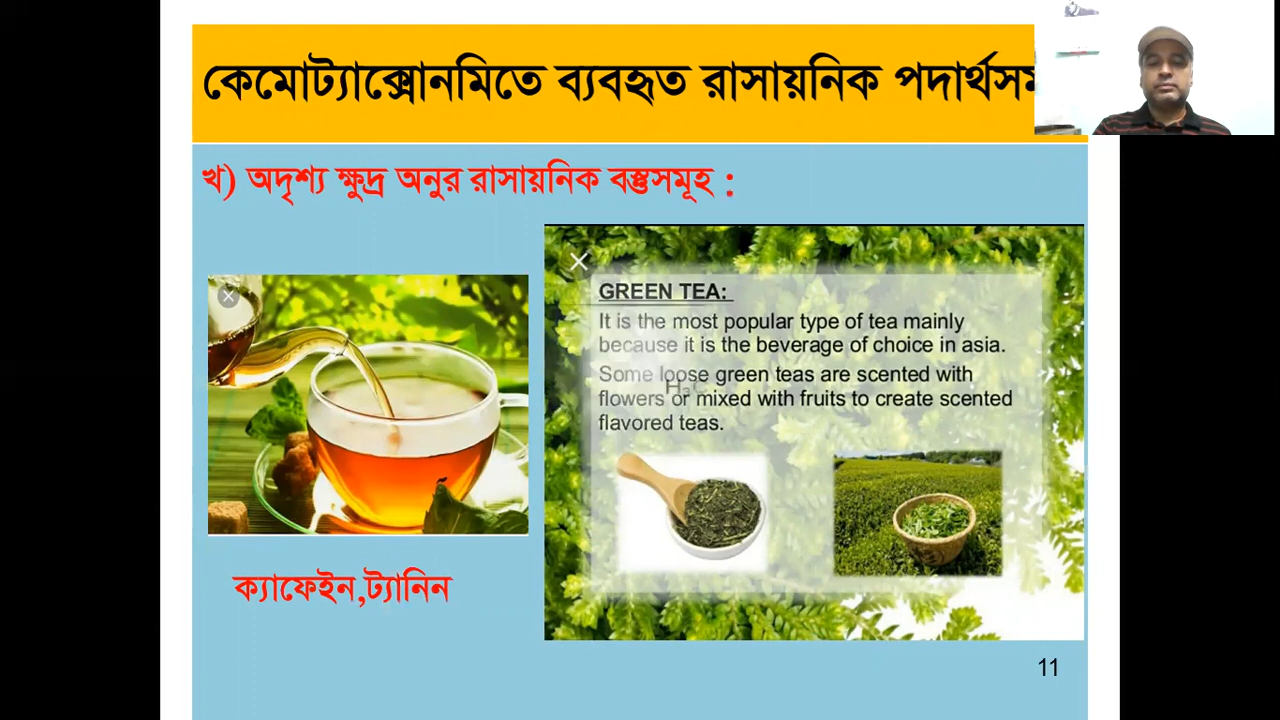 কেমোট্যাক্সোনমিতে ব্যবহৃত রাসায়নিক
খ) অদৃশ্য ক্ষুদ্র অনুর রাসায়নিক বস্তুসমূহ :
GREEN TEA:
It is the most popular type of tea mainly
because it is the beverage of choice in asia.
Some loose green teas are scented with
flowers or mixed with fruits to create scented
flavored teas.
ক্যাফেইন,ট্যানিন
11